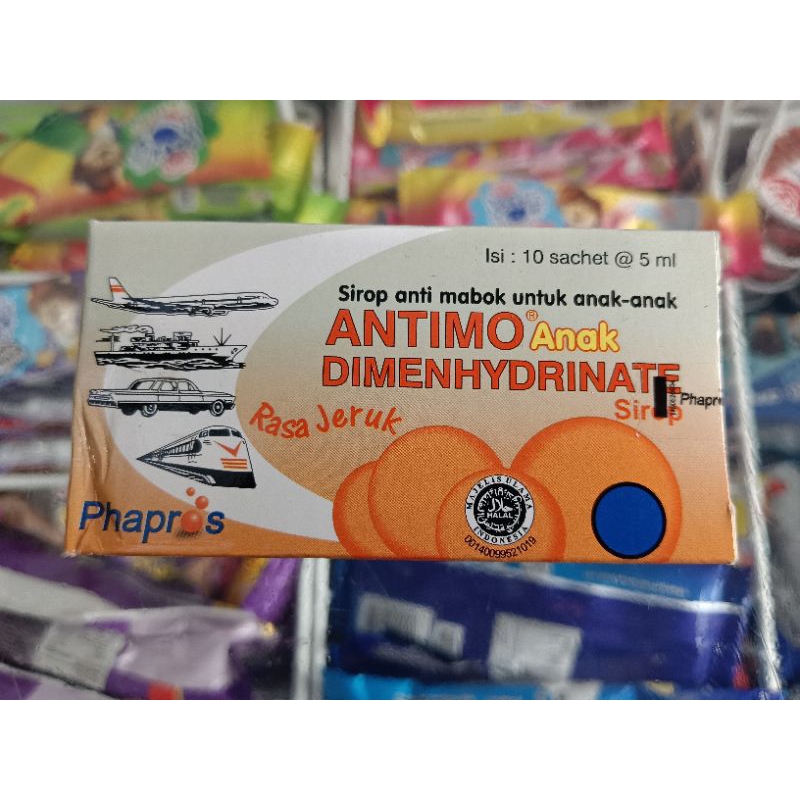 Isi : 10 sachet @ 5 ml
Sirop anti mabok untuk anak-anak
ANTIMO® Anak
DIMENHYDRINATE
Sirop
Phapr
Rasa Jeruk
Phapros
MAJELIS ULAMA
HALAL
INDONESIA
00140099521019